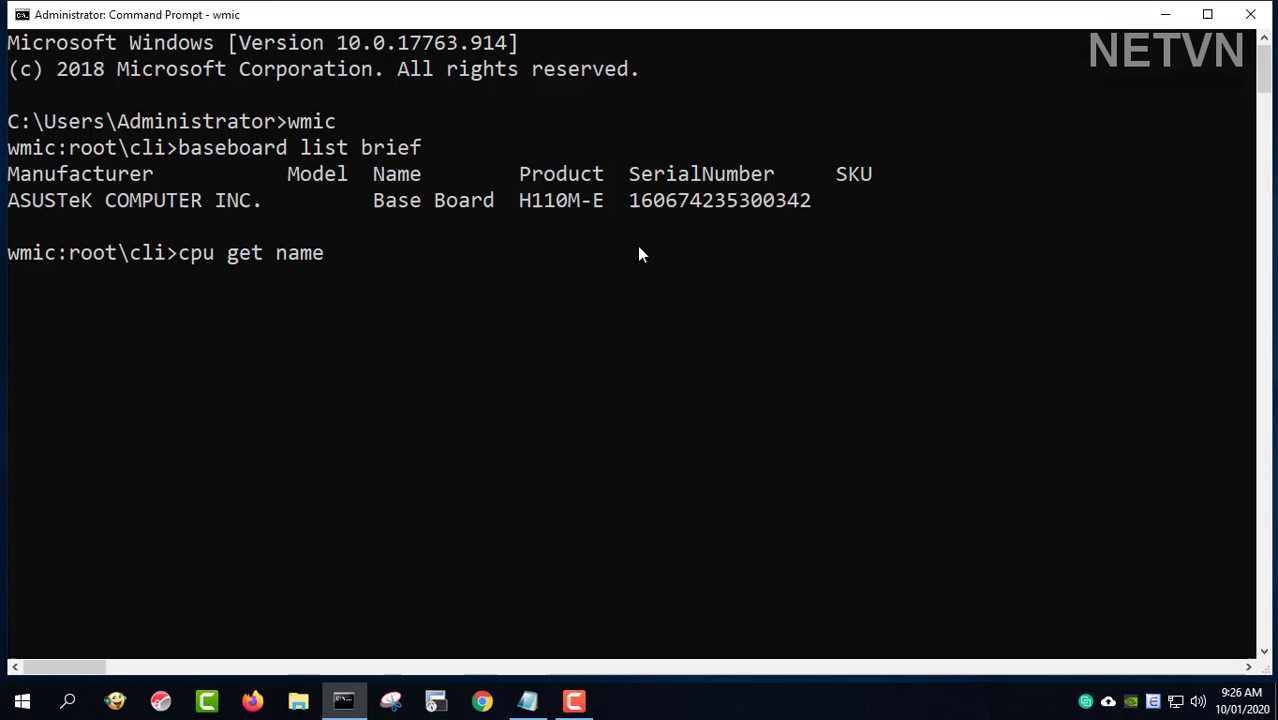 Administrator: Command Prompt - wmic
Microsoft Windows [Version 10.0.17763.914]
NETVN
(c) 2018 Microsoft Corporation. All rights reserved.
C:\Users\Administrator>wmic
wmic:root\cli>baseboard list brief
Manufacturer Model Name Product SerialNumber SKU
ASUSTeK COMPUTER INC. Base Board H110M-E 160674235300342
wmic:root\cli>cpu get name
9:26 AM
10/01/2020